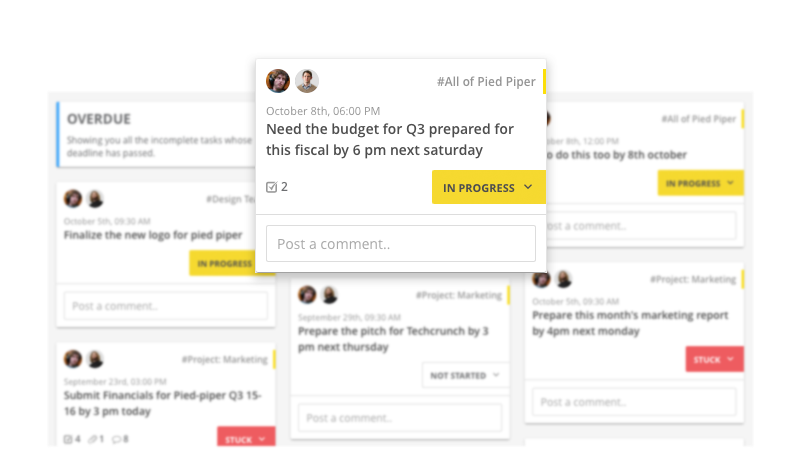 #All of Pied Piper
October 8th, 06:00 PM
Need the budget for Q3 prepared for
this fiscal by 6 pm next saturday
2
IN PROGRESS
Post a comment..
OVERDUE
Showing you all the incomplete tasks whose
deadline has passed.
#Design
October 5th, 09:30 AM
Finalize the new logo for pied piper
IN PROGRESS
Post a comment..
#Project: Marketing
September 23rd, 03:00 PM
Submit Financials for Pied-piper Q3 15-
16 by 3 pm today
4 1 8
STUCK
#Project: Marketing
September 29th, 09:30 AM
Prepare the pitch for Techcrunch by 3
pm next thursday
NOT STARTED
Post a comment..
#All of Pied Piper
8th, 12:00 PM
do this too by 8th october
IN PROGRESS
a comment..
#Project: Marketing
October 5th, 09:30 AM
Prepare this month's marketing report
by 4pm next monday
STUCK
Post a comment..